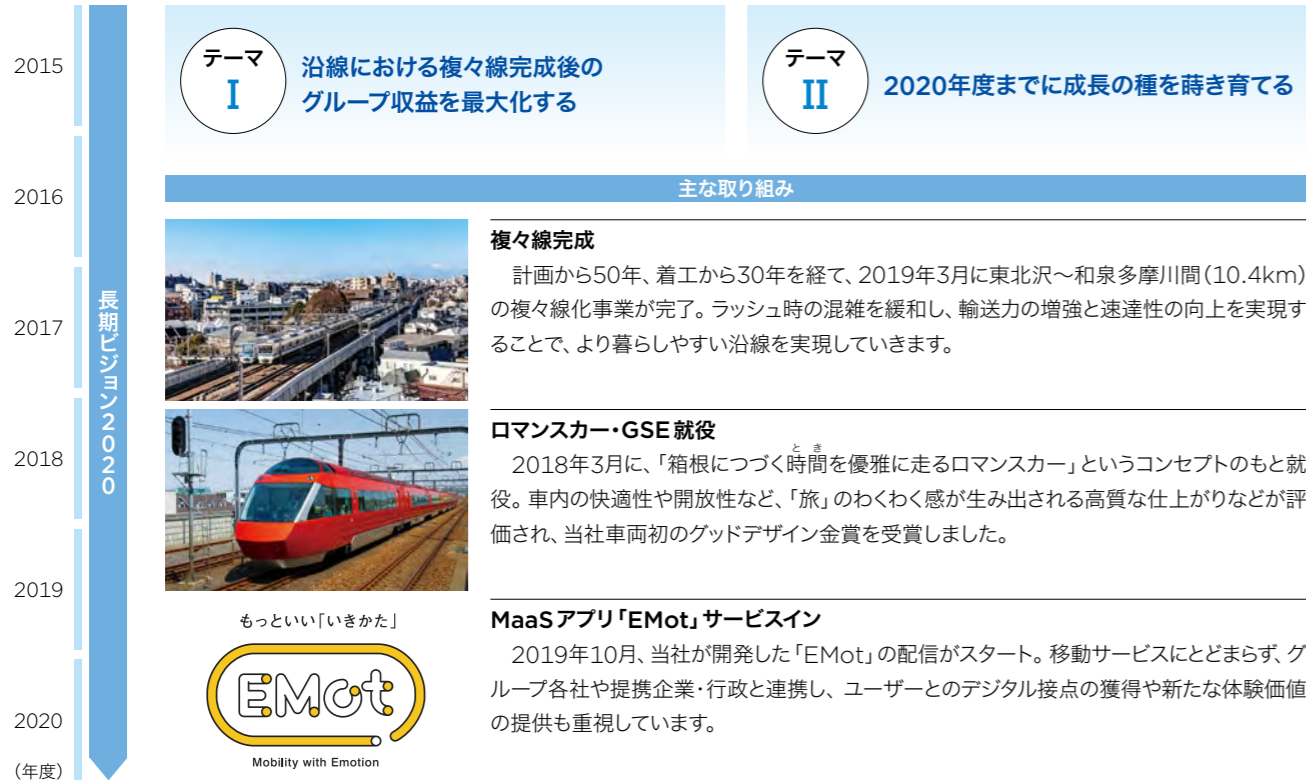 2015
2016
2017
2018
2019
2020
(年度)
長期ビジョン2020
テーマ
I
沿線における複々線完成後の
グループ収益を最大化する
テーマ
II
2020年度までに成長の種を蒔き育てる
主な取り組み
複々線完成
計画から50年、着工から30年を経て、2019年3月に東北沢～和泉多摩川間(10.4km)
の複々線化事業が完了。ラッシュ時の混雑を緩和し、輸送力の増強と速達性の向上を実現す
ることで、より暮らしやすい沿線を実現していきます。
ロマンスカー・GSE就役
とき
2018年3月に、「箱根につづく時間を優雅に走るロマンスカー」というコンセプトのもと就
役。車内の快適性や開放性など、「旅」のわくわく感が生み出される高質な仕上がりなどが評
価され、当社車両初のグッドデザイン金賞を受賞しました。
もっといい「いきかた」
EMot
Mobility with Emotion
MaaSアプリ「EMot」サービスイン
2019年10月、当社が開発した「EMot」の配信がスタート。移動サービスにとどまらず、グ
ループ各社や提携企業・行政と連携し、ユーザーとのデジタル接点の獲得や新たな体験価値
の提供も重視しています。